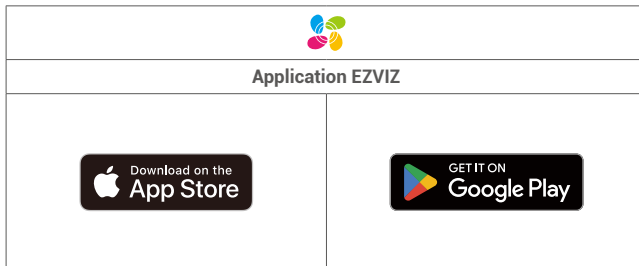 Application EZVIZ
Download on the
App Store
GET IT ON
Google Play